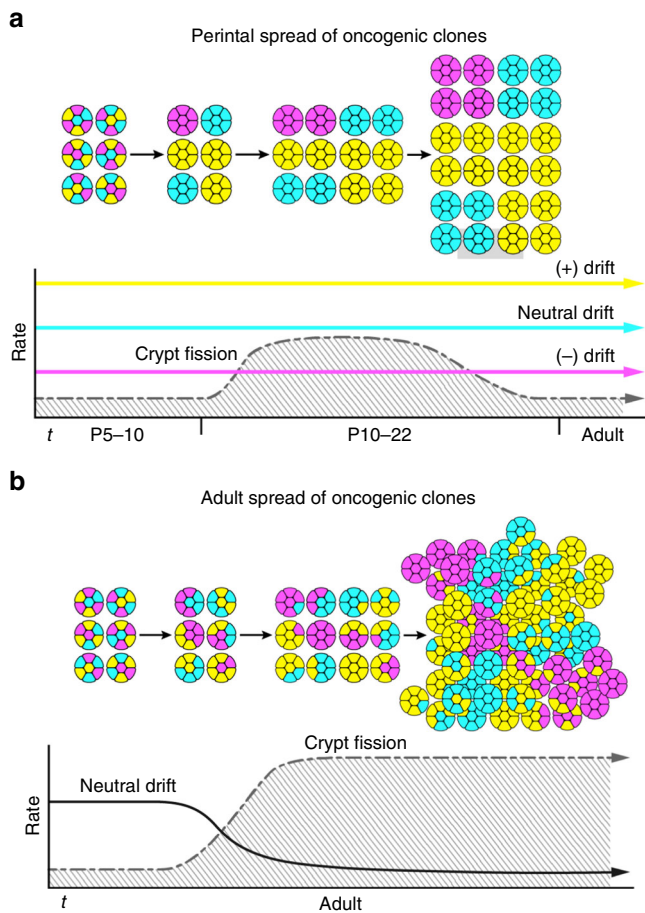 a
Perintal spread of oncogenic clones
(+) drift
Neutral drift
Crypt fission
(–) drift
Rate
t P5–10 P10–22 Adult
b
Adult spread of oncogenic clones
Crypt fission
Neutral drift
Rate
t Adult